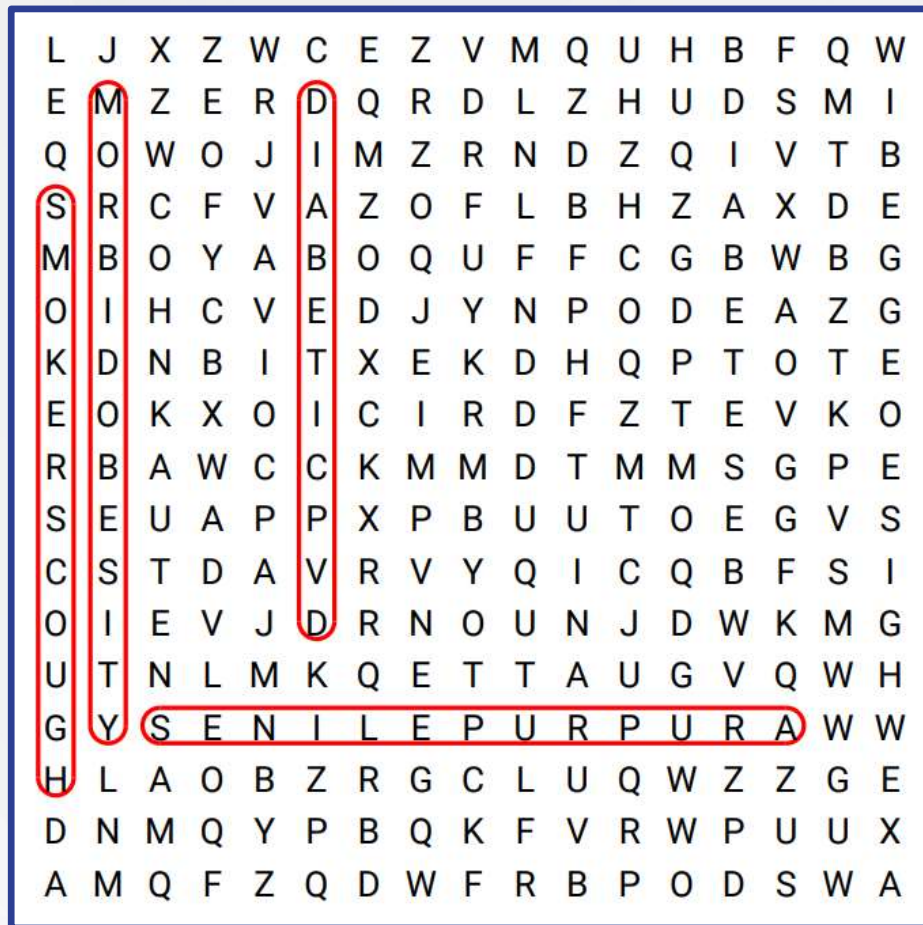 L J X Z W C E Z V M Q U H B F Q W
E M Z E R D Q R D L Z H U D S M I
Q O W O J I M Z R N D Z Q I V T B
S R C F V A Z O F L B H Z A X D E
M B O Y A B O Q U F F C G B W B G
O I H C V E D J Y N P O D E A Z G
K D N B I T X E K D H Q P T O T E
E O K X O I C I R D F Z T E V K O
R B A W C C K M M D T M M S G P E
S E U A P P X P B U U T O E G V S
C S T D A V R V Y Q I C Q B F S I
O I E V J D R N O U N J D W K M G
U T N L M K Q E T T A U G V Q W H
G Y S E N I L E P U R P U R A W W
H L A O B Z R G C L U Q W Z Z G E
D N M Q Y P B Q K F V R W P U U X
A M Q F Z Q D W F R B P O D S W A